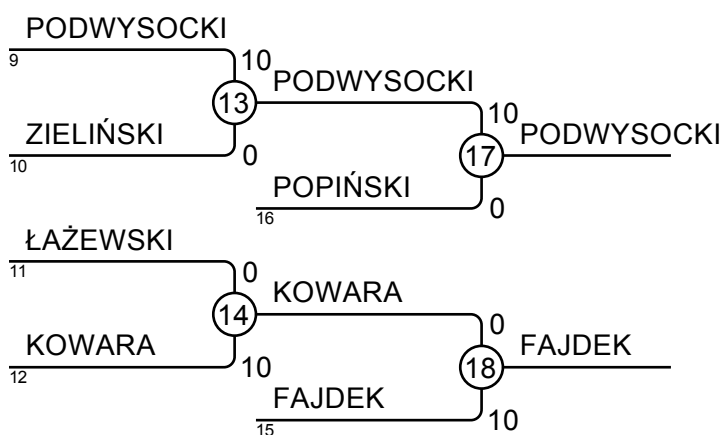 PODWYSOCKI
9
10
13
PODWYSOCKI
ZIELIŃSKI
10
0
10
17
PODWYSOCKI
POPIŃSKI
16
0
ŁAŻEWSKI
11
0
14
KOWARA
KOWARA
12
10
0
18
FAJDEK
FAJDEK
15
10